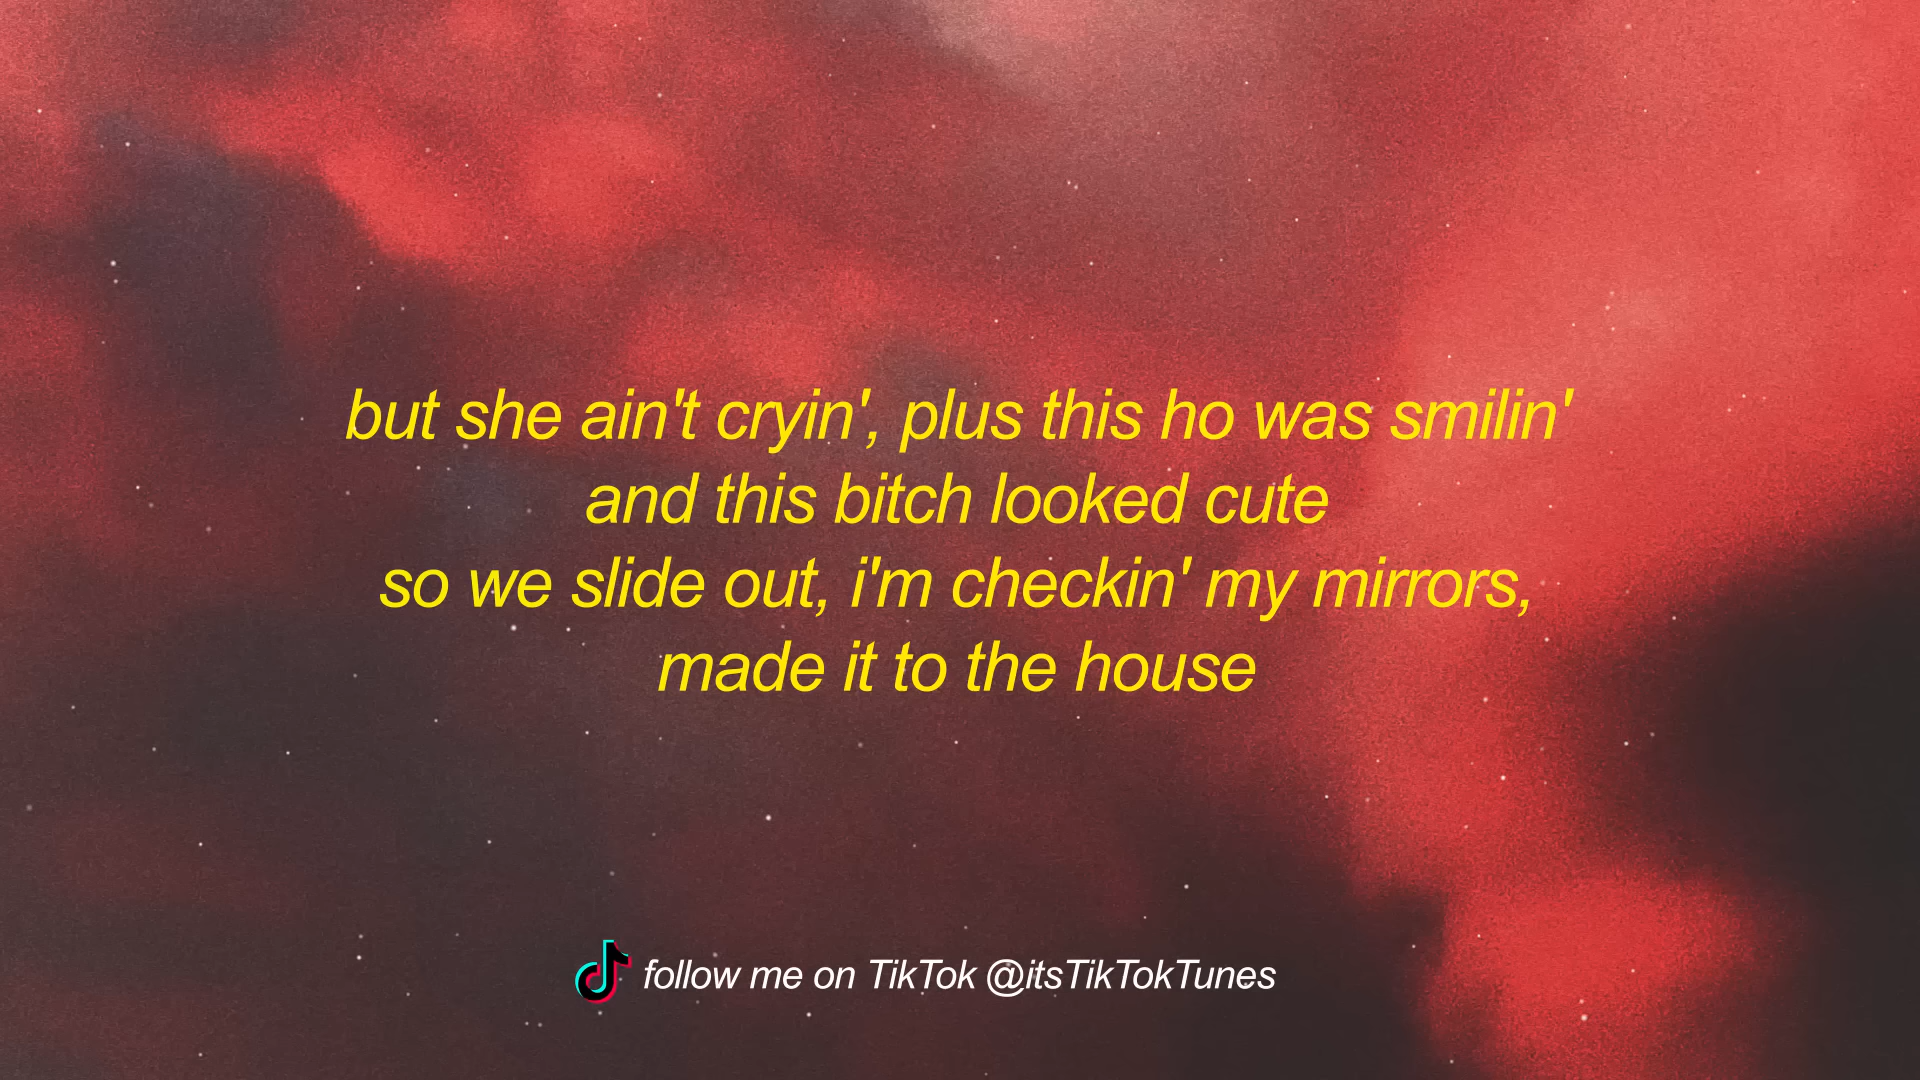 but she ain't cryin', plus this ho was smilin'
and this bitch looked cute
so we slide out, i'm checkin' my mirrors,
made it to the house
follow me on TikTok @itsTikTokTunes